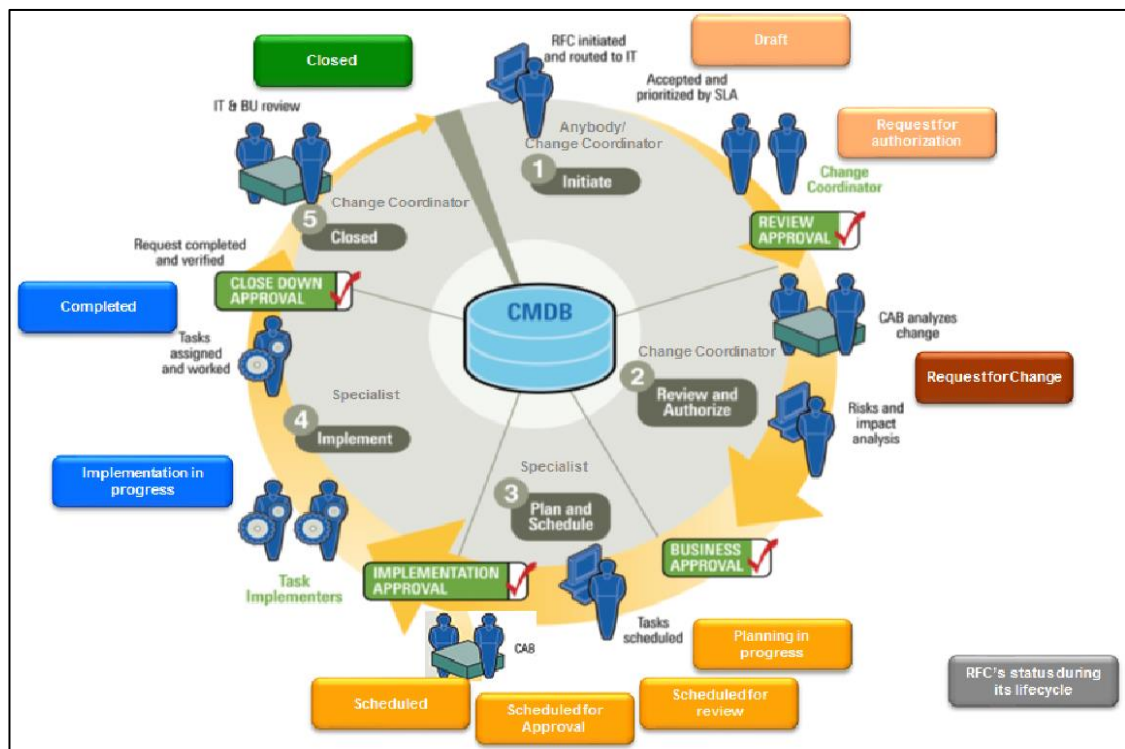 Closed
RFC initiated
and routed to IT
Draft
Accepted and
prioritized by SLA
IT & BU review
Anybody/
Change Coordinator
1
Initiate
Request for
authorization
Change
Coordinator
Change Coordinator
5
Closed
REVIEW
APPROVAL
Request completed
and verified
CLOSE DOWN
APPROVAL
Completed
CMDB
CAB analyzes
change
Tasks
assigned
and worked
Change Coordinator
2
Review and
Authorize
Request for Change
Specialist
4
Implement
Risks and
impact
analysis
Implementation in
progress
Specialist
3
Plan and
Schedule
BUSINESS
APPROVAL
Task
Implementers
IMPLEMENTATION
APPROVAL
Tasks
scheduled
CAB
Planning in
progress
Scheduled
Scheduled for
Approval
Scheduled for
review
RFC's status during
its lifecycle